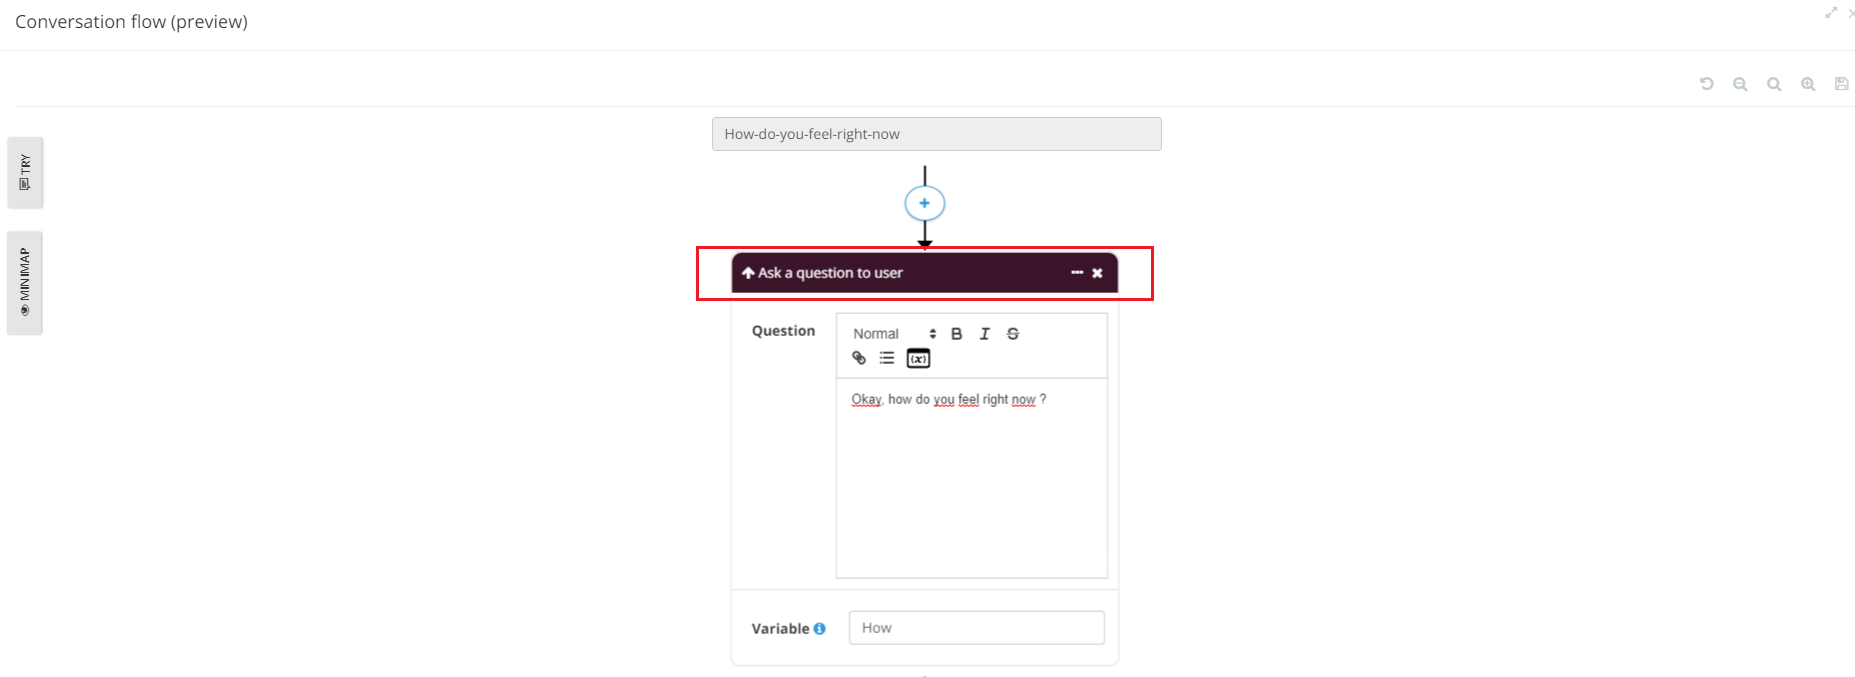 Conversation flow (preview)
How-do-you-feel-right-now
TRY
MINIMAP
Ask a question to user
Question
Normal B I S
(x)
Okay, how do you feel right now ?
Variable
How